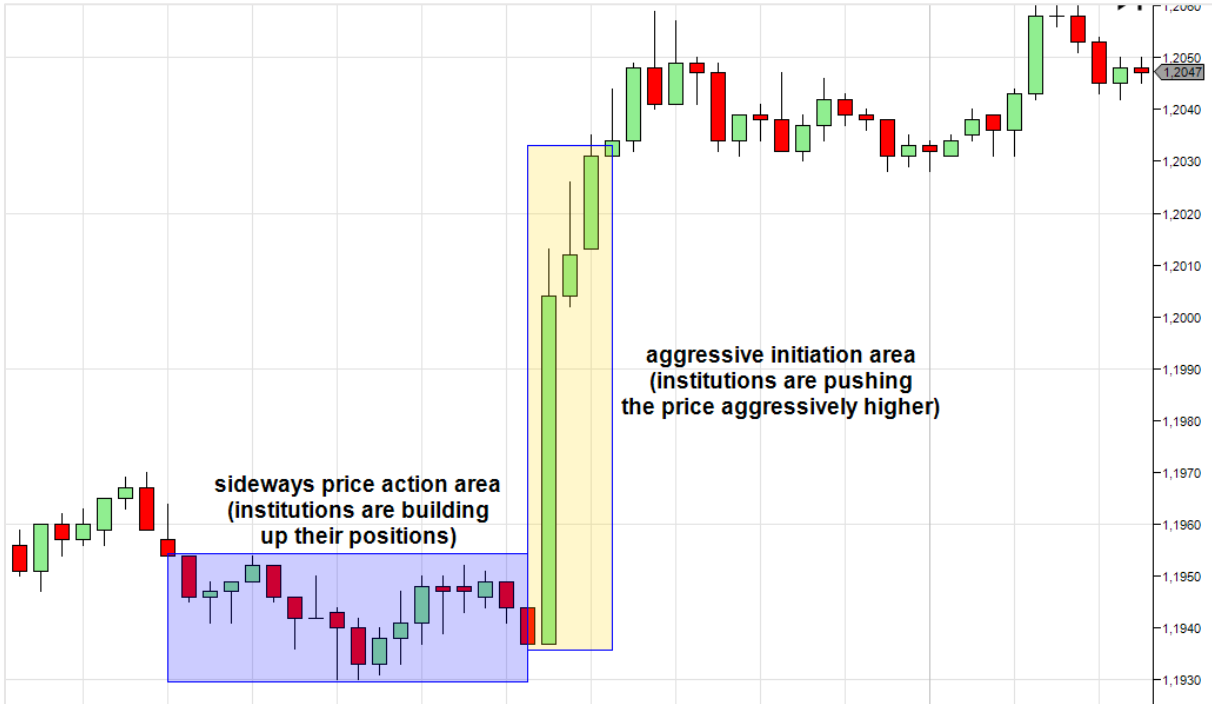 1,2060
1,2050
1,2047
1,2040
1,2030
1,2020
1,2010
1,2000
aggressive initiation area
(institutions are pushing
the price aggressively higher)
1,1990
1,1980
1,1970
sideways price action area
(institutions are building
up their positions)
1,1960
1,1950
1,1940
1,1930